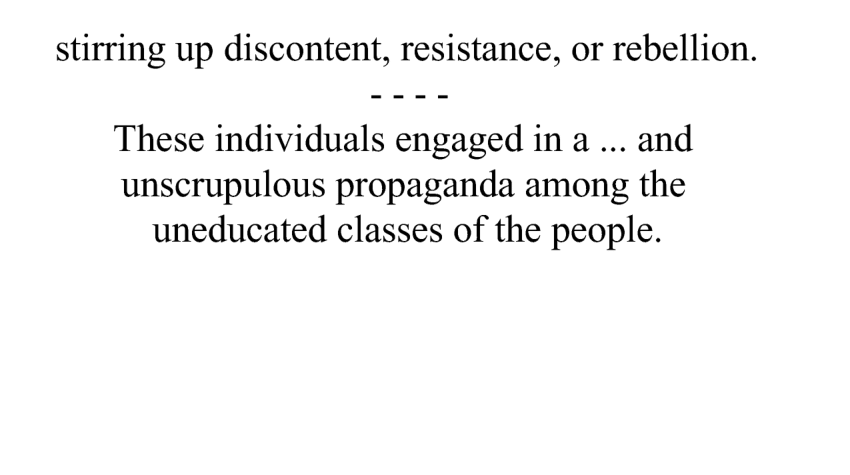 stirring up discontent, resistance, or rebellion.
- - - -
These individuals engaged in a ... and
unscrupulous propaganda among the
uneducated classes of the people.